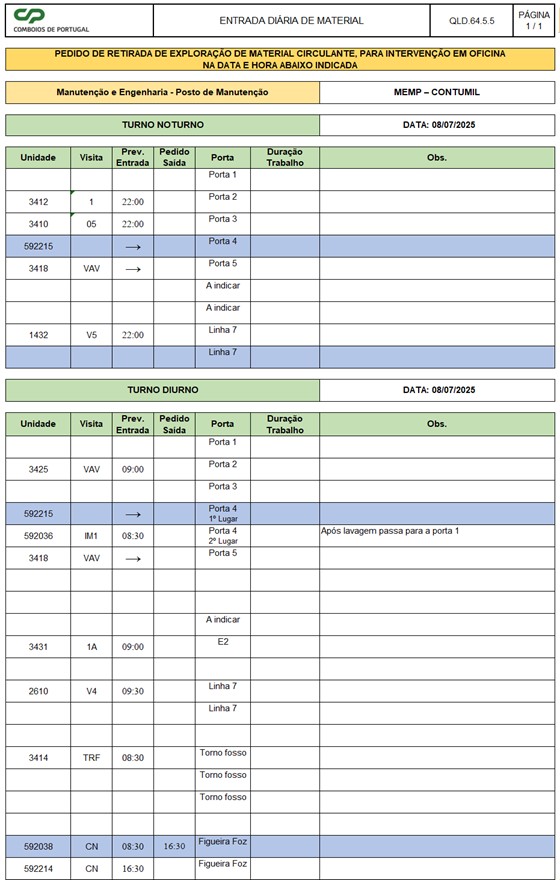 CP
COMBOIOS DE PORTUGAL
ENTRADA DIÁRIA DE MATERIAL
QLD.64.5.5
PÁGINA
1 / 1
PEDIDO DE RETIRADA DE EXPLORAÇÃO DE MATERIAL CIRCULANTE, PARA INTERVENÇÃO EM OFICINA
NA DATA E HORA ABAIXO INDICADA
Manutenção e Engenharia - Posto de Manutenção MEMP – CONTUMIL
TURNO NOTURNO DATA: 08/07/2025
Unidade Visita Prev. Entrada Pedido Saída Porta Duração Trabalho Obs.
Porta 1
3412 1 22:00 Porta 2
3410 05 22:00 Porta 3
592215 → Porta 4
3418 VAV → Porta 5
A indicar
A indicar
1432 V5 22:00 Linha 7
Linha 7
TURNO DIURNO DATA: 08/07/2025
Unidade Visita Prev. Entrada Pedido Saída Porta Duração Trabalho Obs.
Porta 1
3425 VAV 09:00 Porta 2
Porta 3
592215 → Porta 4 1º Lugar
592036 IM1 08:30 Porta 4 2º Lugar Após lavagem passa para a porta 1
3418 VAV → Porta 5
A indicar
3431 1A 09:00 E2
2610 V4 09:30 Linha 7
Linha 7
3414 TRF 08:30 Torno fosso
Torno fosso
Torno fosso
592038 CN 08:30 16:30 Figueira Foz
592214 CN 16:30 Figueira Foz